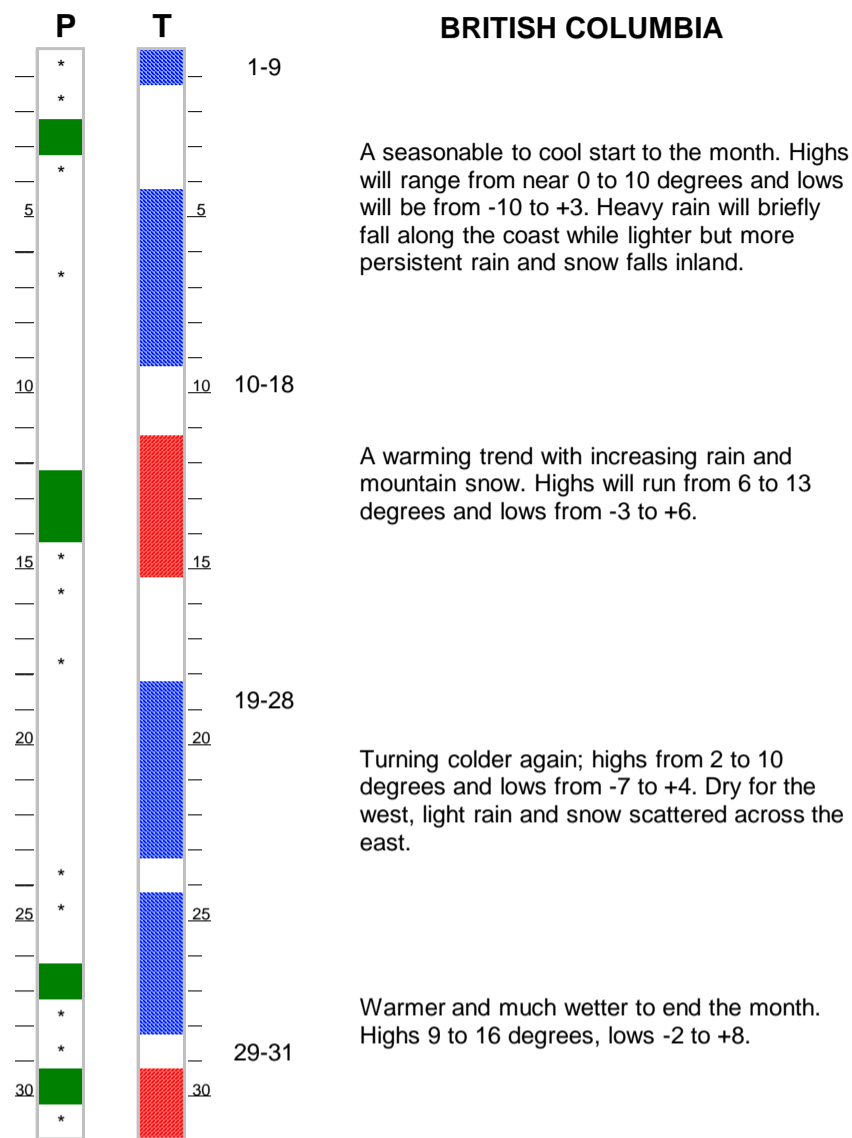 P T BRITISH COLUMBIA
* 1-9
*
A seasonable to cool start to the month. Highs
* will range from near 0 to 10 degrees and lows
5 5 will be from -10 to +3. Heavy rain will briefly
fall along the coast while lighter but more
* persistent rain and snow falls inland.
10 10 10-18
A warming trend with increasing rain and
mountain snow. Highs will run from 6 to 13
degrees and lows from -3 to +6.
*
15 15
*
*
19-28
20 20
Turning colder again; highs from 2 to 10
degrees and lows from -7 to +4. Dry for the
west, light rain and snow scattered across the
east.
*
25 * 25
Warmer and much wetter to end the month.
* Highs 9 to 16 degrees, lows -2 to +8.
* 29-31
30 30
*